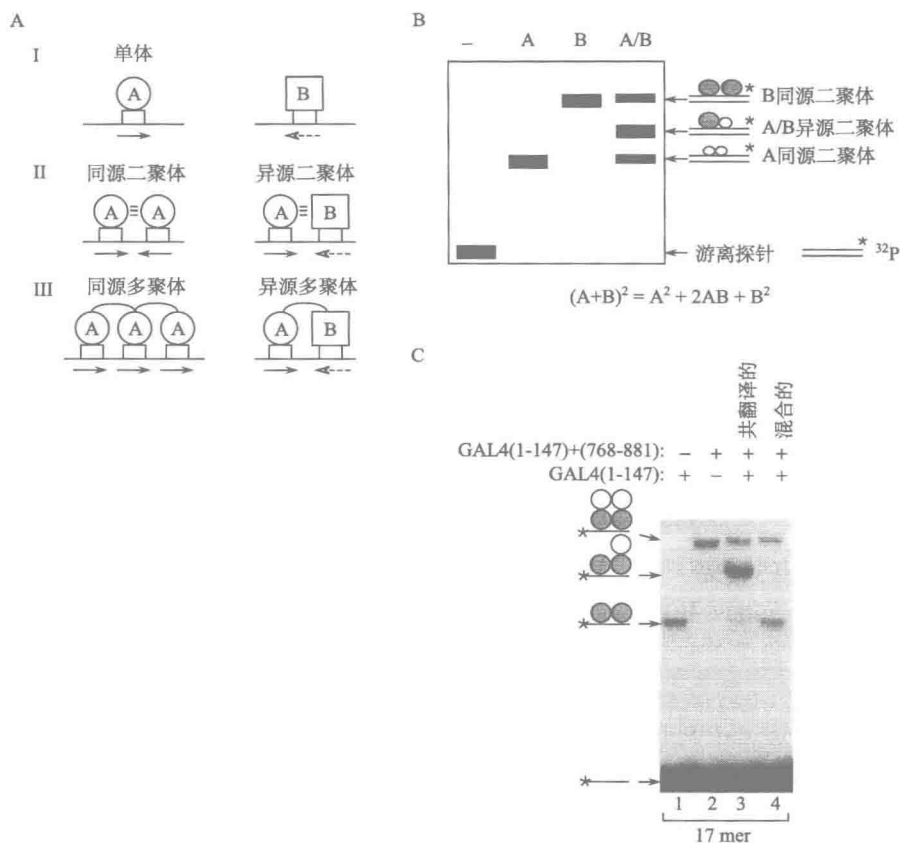 A
I 单体
A B
II 同源二聚体 异源二聚体
A A A B
III 同源多聚体 异源多聚体
A A A A B
B
– A B A/B
* B同源二聚体
* A/B异源二聚体
* A同源二聚体
游离探针 * ³²P
(A+B)² = A² + 2AB + B²
C
共翻译的
混合的
GAL4(1-147)+(768-881): – + + +
GAL4(1-147): + – + +
*
*
*
*
1 2 3 4
17 mer